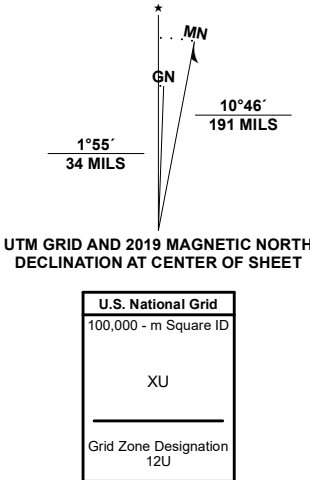 MN
GN
10°46´
191 MILS
1°55´
34 MILS
UTM GRID AND 2019 MAGNETIC NORTH
DECLINATION AT CENTER OF SHEET
U.S. National Grid
100,000 - m Square ID
XU
Grid Zone Designation
12U